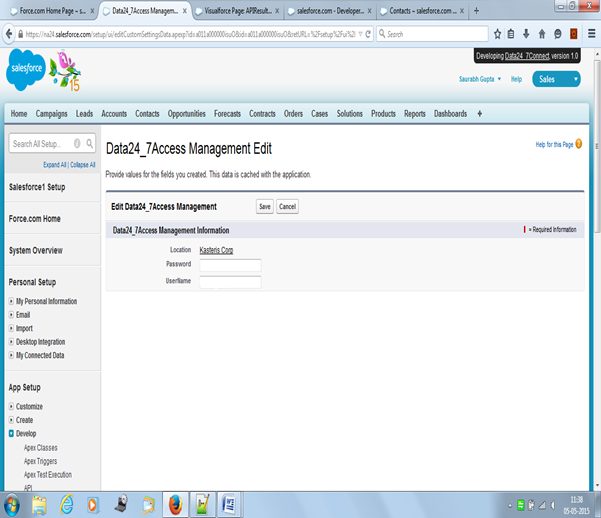 Force.com Home Page ~ s...
Data24_7Access Managem...
Visualforce Page: APIResult...
salesforce.com - Developer...
Contacts ~ salesforce.com ...
https://na24.salesforce.com/setup/ui/editCustomSettingsData.apexp?id=a011a000000isuO&id=a011a000000isuO&retURL=%2Fsetup%2Fui%2l
Search
Developing Data24_7Connect, version 1.0
salesforce
15
Saurabh Gupta
Help
Sales
Home Campaigns Leads Accounts Contacts Opportunities Forecasts Contracts Orders Cases Solutions Products Reports Dashboards +
Search All Setup...
Expand All | Collapse All
Salesforce1 Setup
Force.com Home
System Overview
Personal Setup
My Personal Information
Email
Import
Desktop Integration
My Connected Data
App Setup
Customize
Create
Develop
Apex Classes
Apex Triggers
Apex Test Execution
API
Data24_7Access Management Edit
Help for this Page
Provide values for the fields you created. This data is cached with the application.
Edit Data24_7Access Management
Save
Cancel
Data24_7Access Management Information
= Required Information
Location Kasteris Corp
Password
UserName
11:38
05-05-2015